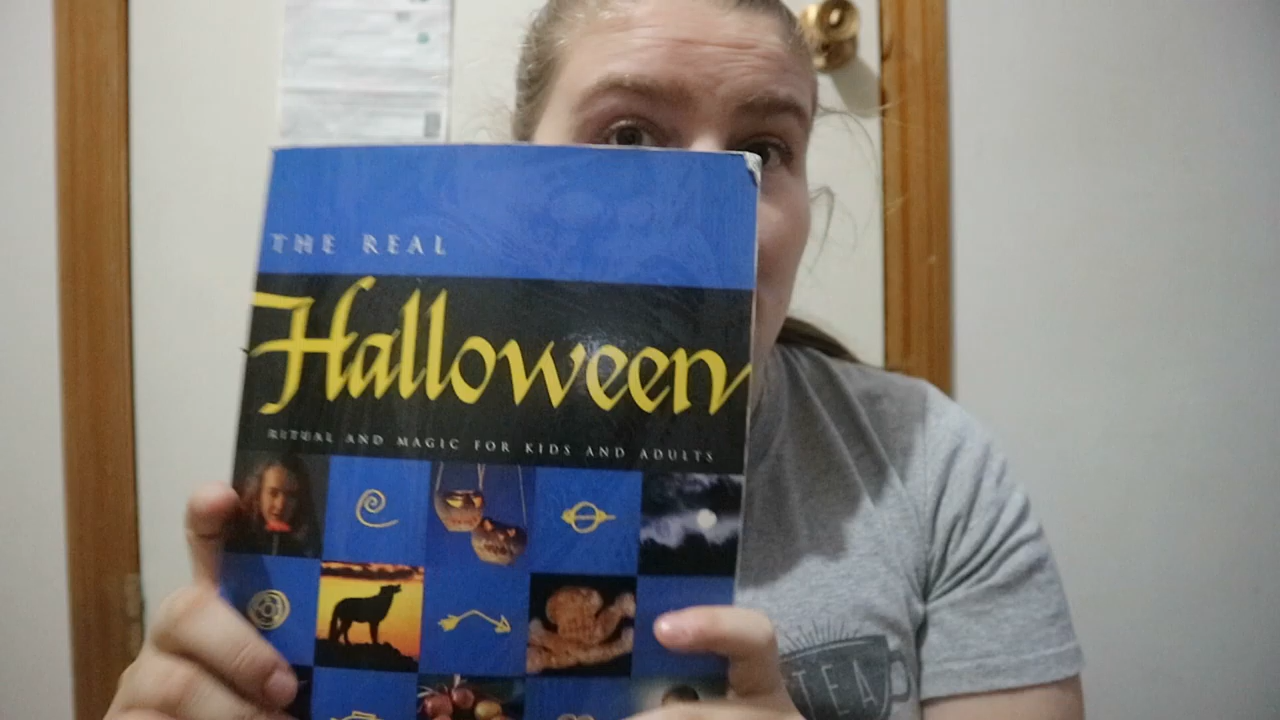 THE REAL
Halloween
RITUAL AND MAGIC FOR KIDS AND ADULTS
TEA